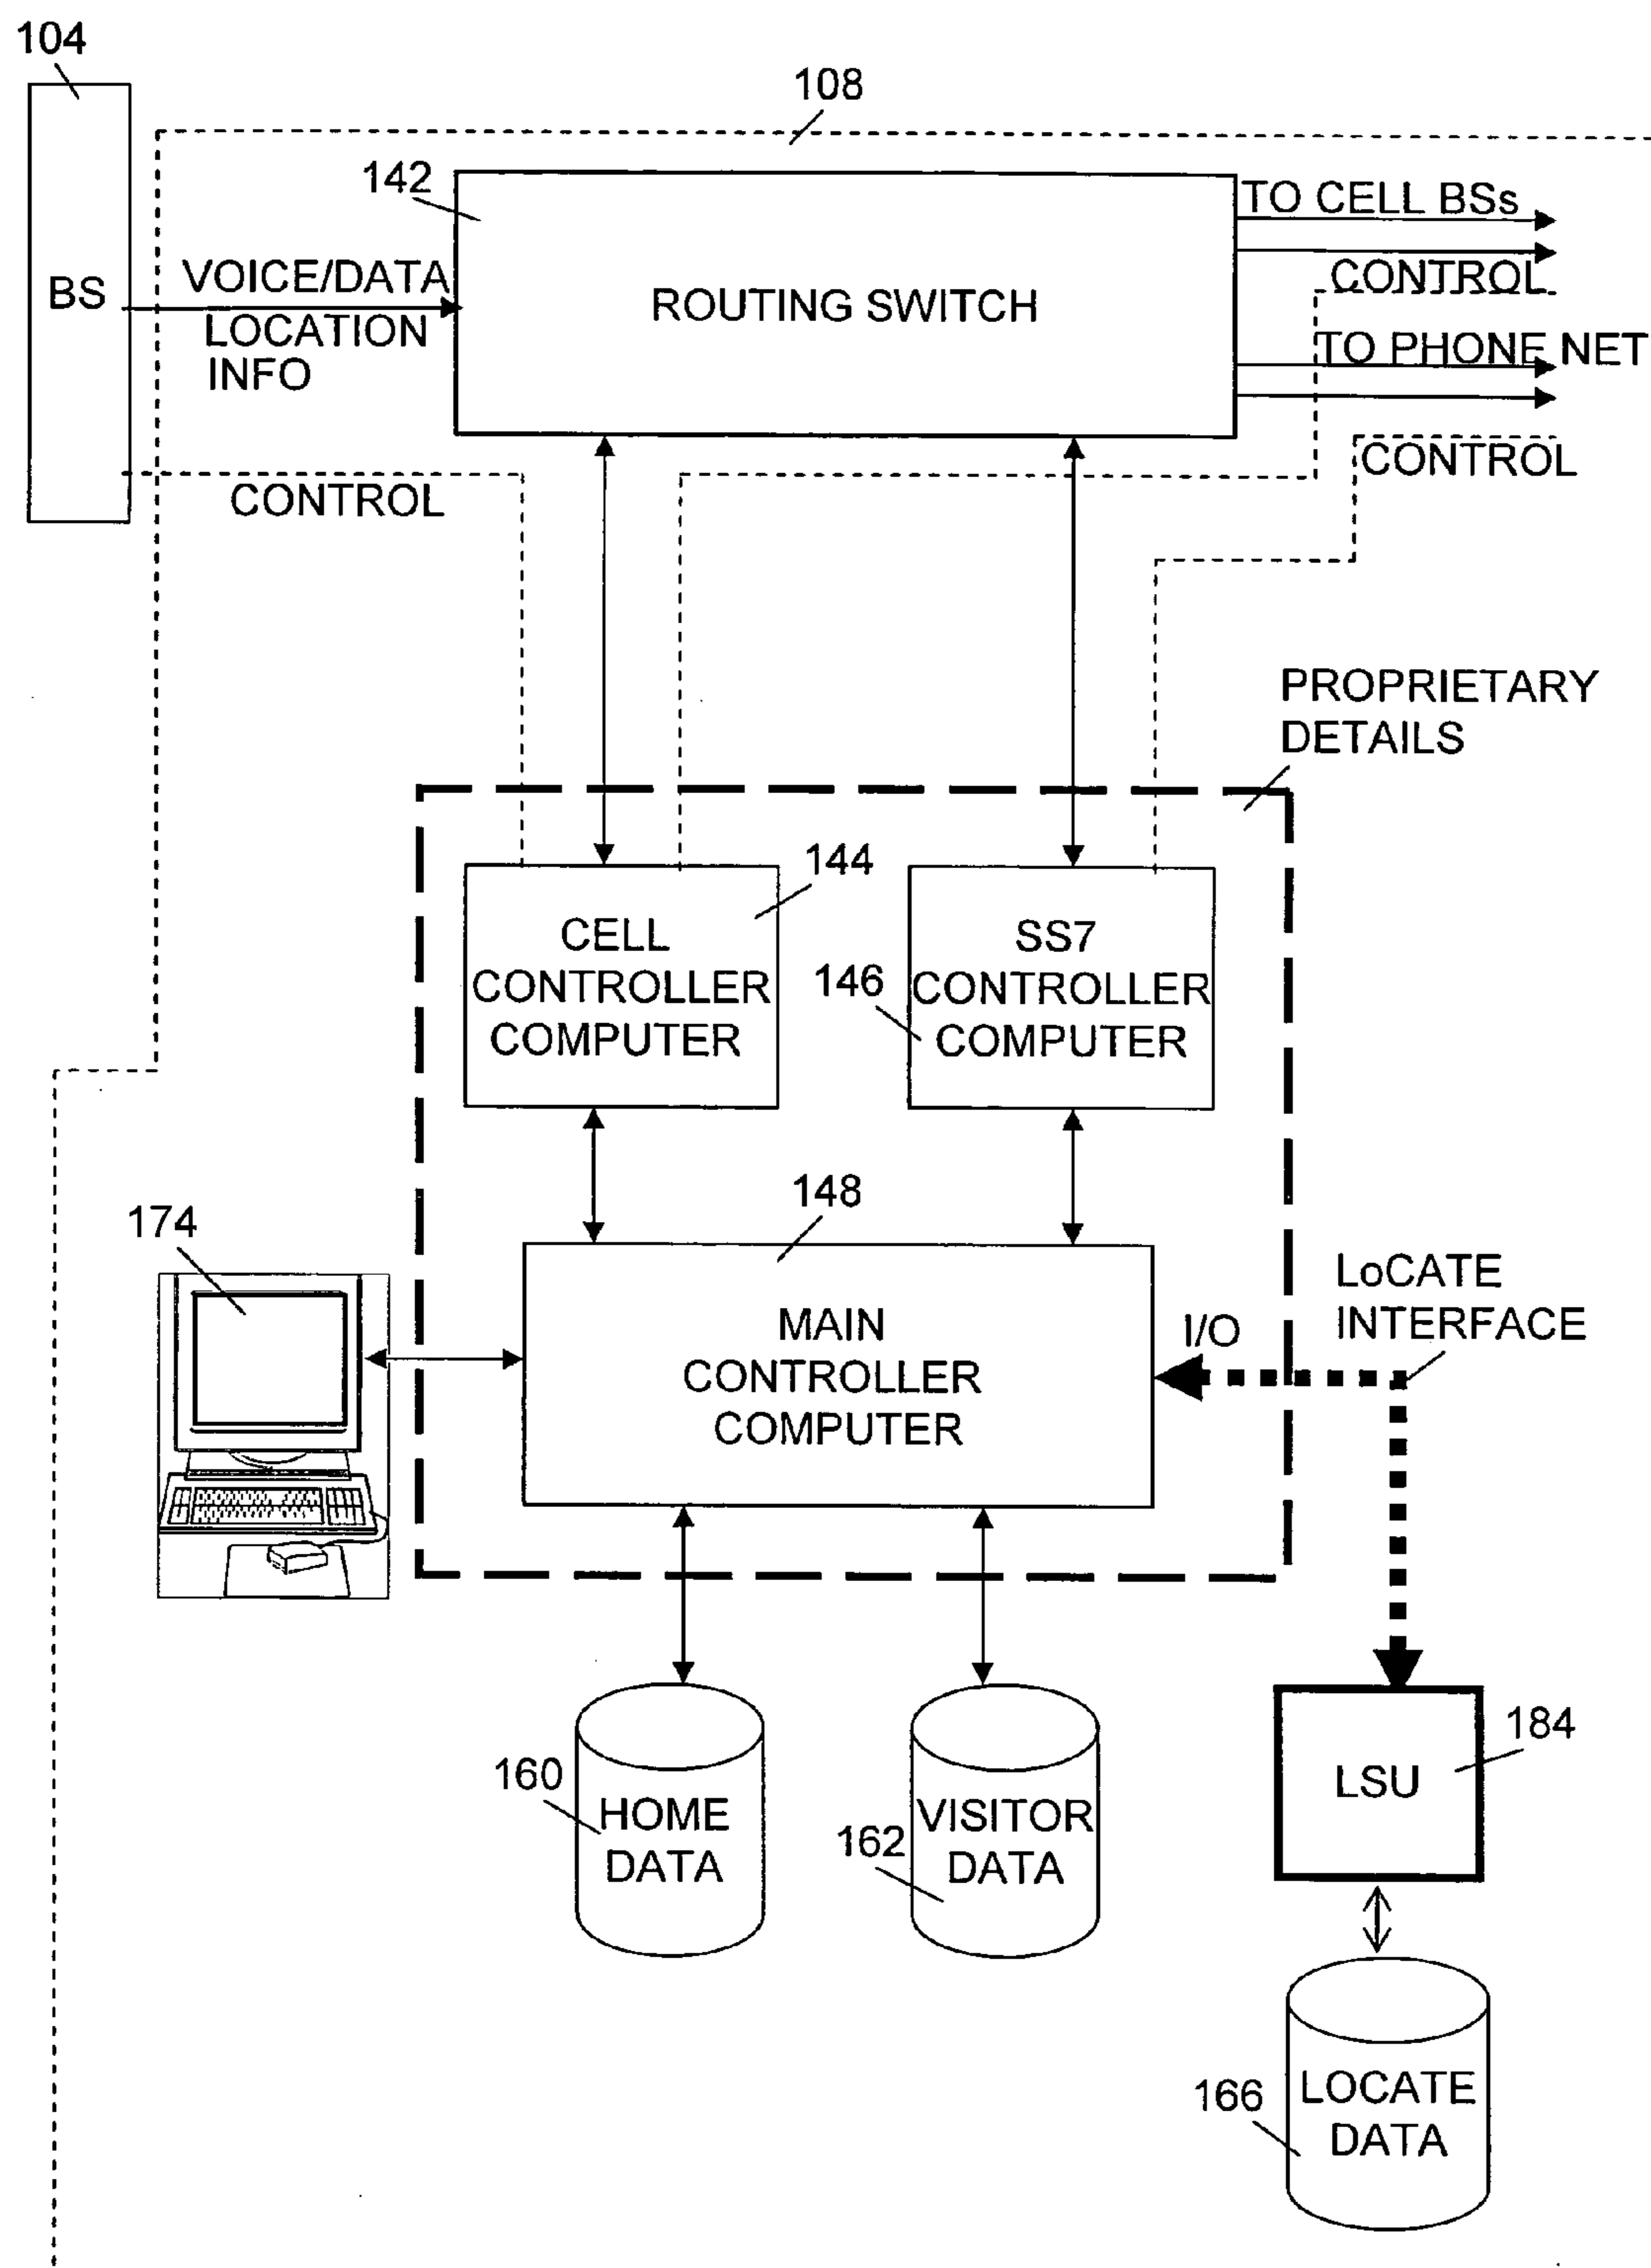 104
108
142
TO CELL BSs
BS
VOICE/DATA
LOCATION
INFO
ROUTING SWITCH
CONTROL
TO PHONE NET
CONTROL
CONTROL
PROPRIETARY
DETAILS
144
CELL
CONTROLLER
COMPUTER
146
SS7
CONTROLLER
COMPUTER
148
174
MAIN
CONTROLLER
COMPUTER
I/O
LoCATE
INTERFACE
160
HOME
DATA
162
VISITOR
DATA
184
LSU
166
LOCATE
DATA